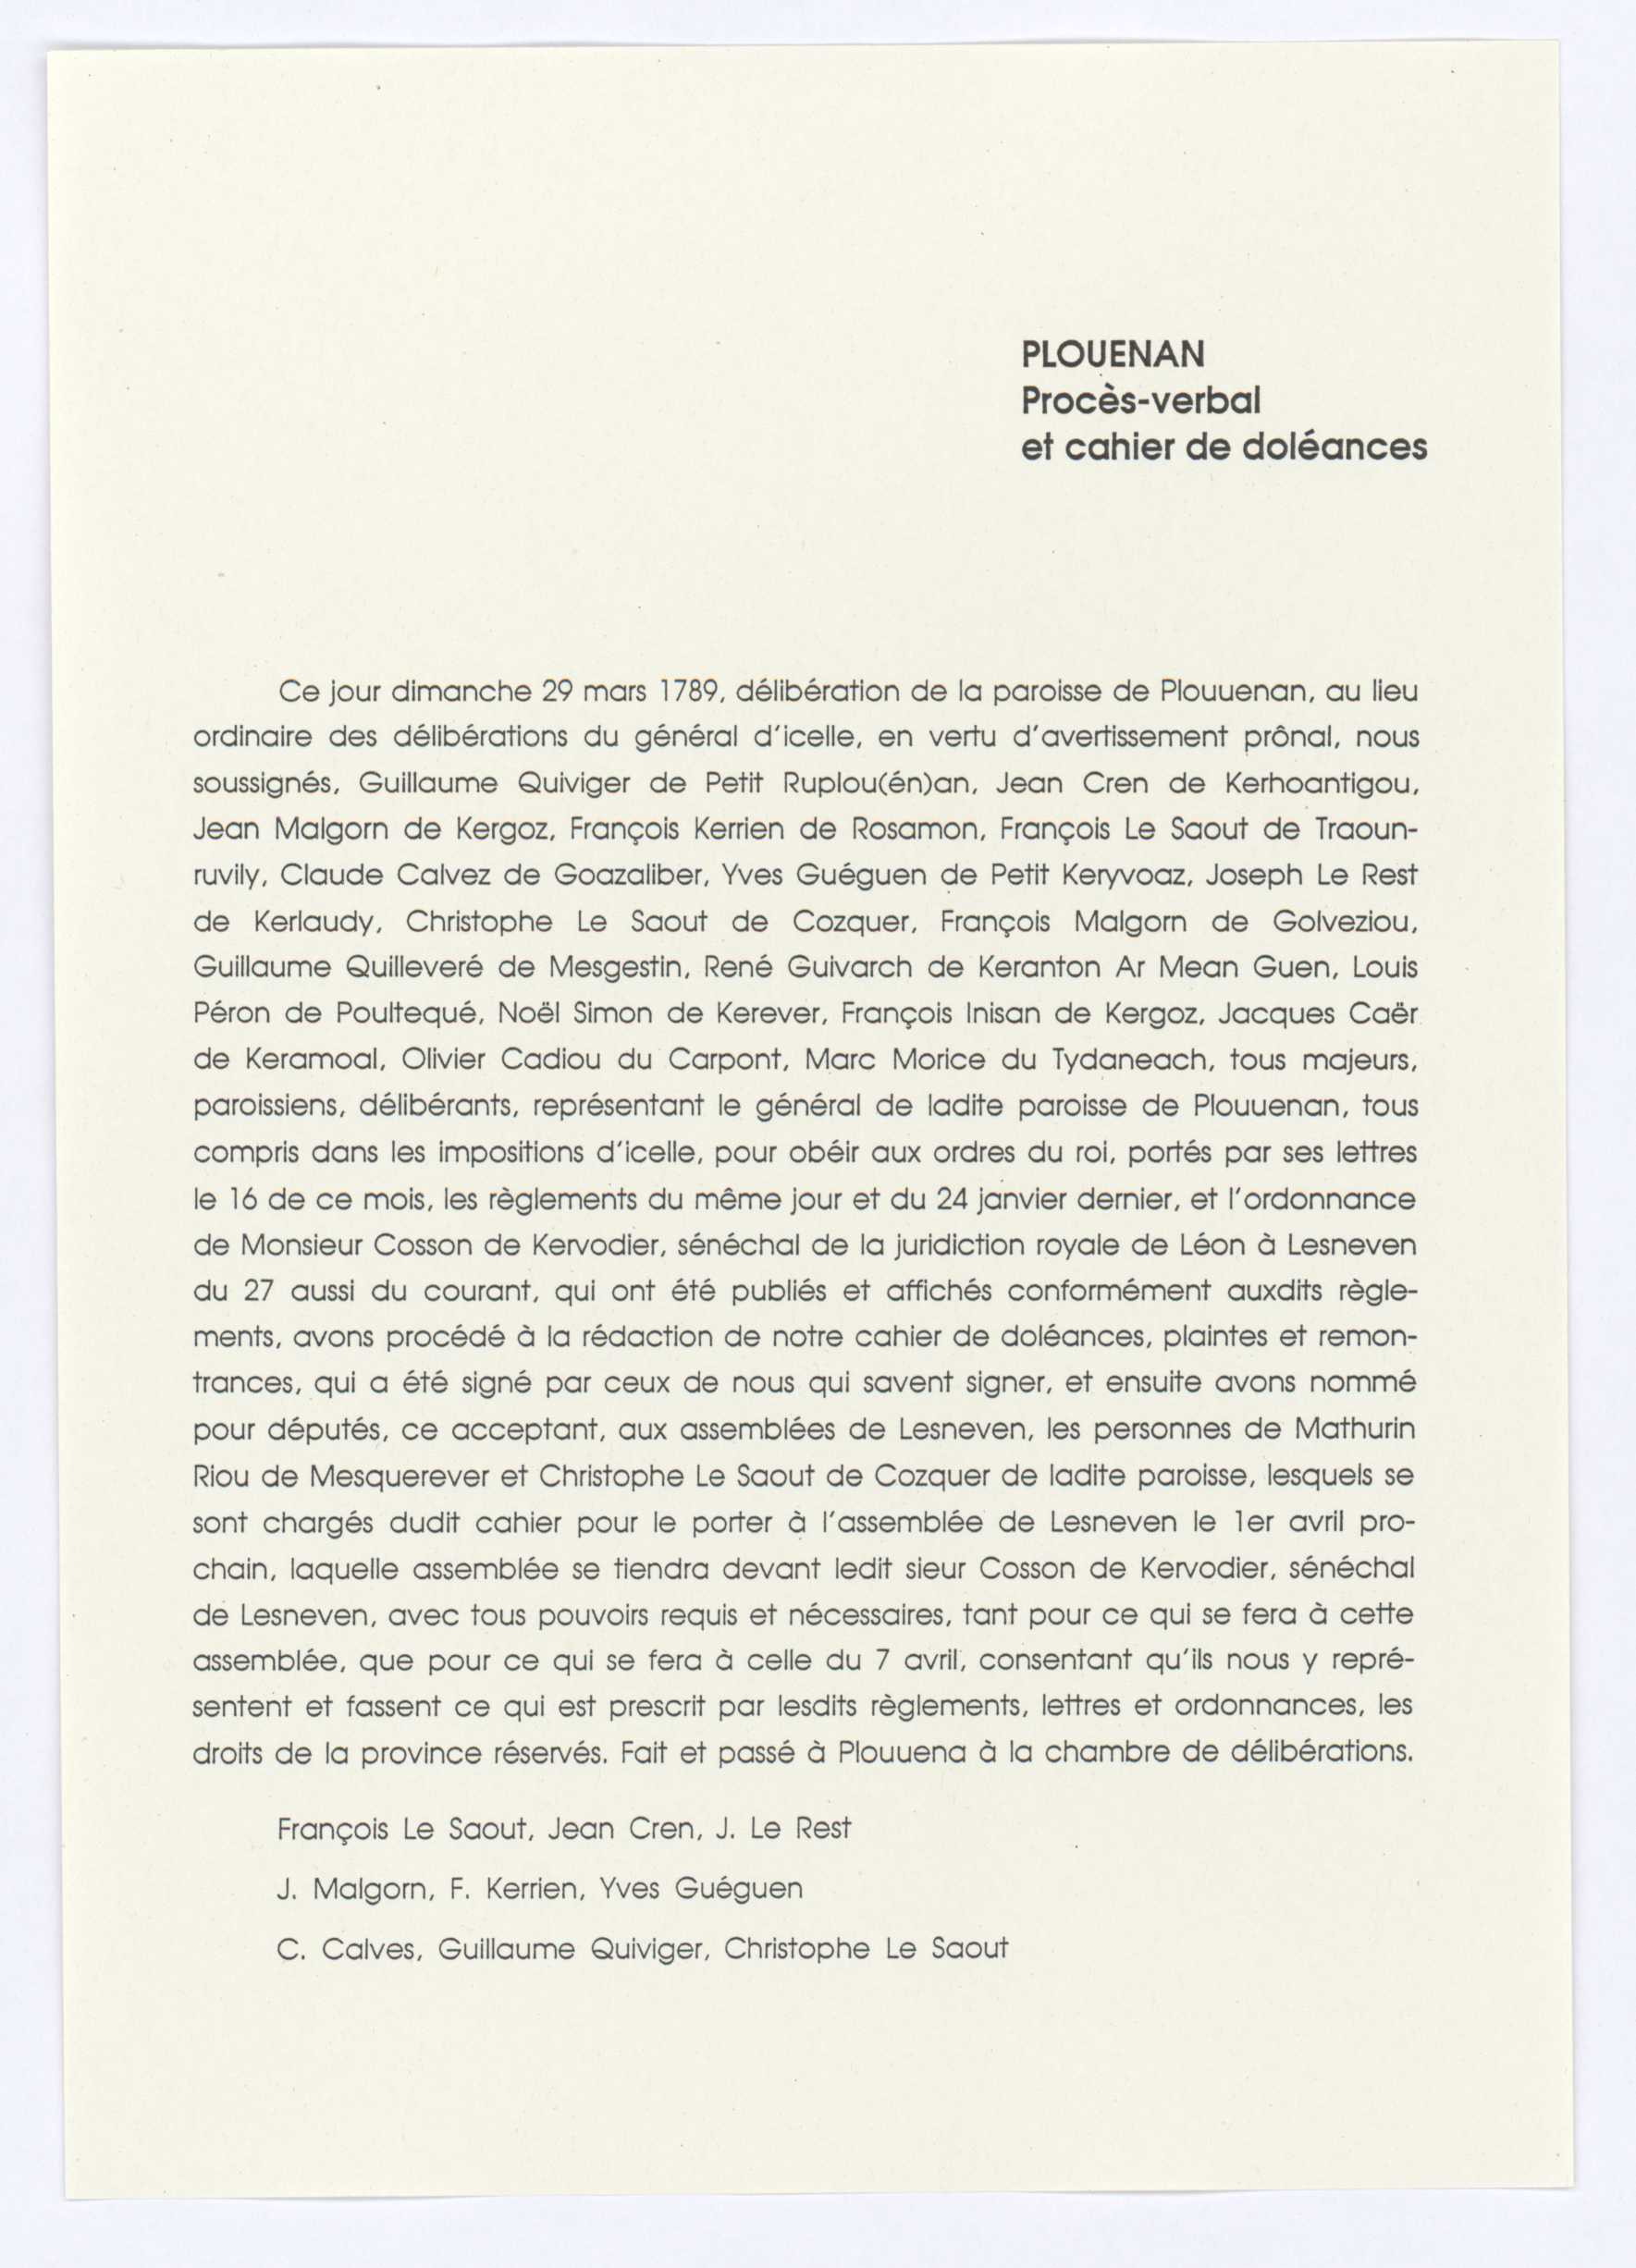 PLOUENAN
Procès-verbal
et cahier de doléances
Ce jour dimanche 29 mars 1789, délibération de la paroisse de Plouuenan, au lieu
ordinaire des délibérations du général d'icelle, en vertu d'avertissement prônal, nous
soussignés, Guillaume Quiviger de Petit Ruplou(én)an, Jean Cren de Kerhoantigou,
Jean Malgorn de Kergoz, François Kerrien de Rosamon, François Le Saout de Traoun-
ruvily, Claude Calvez de Goazaliber, Yves Guéguen de Petit Keryvoaz, Joseph Le Rest
de Kerlaudy, Christophe Le Saout de Cozquer, François Malgorn de Golveziou,
Guillaume Quilleveré de Mesgestin, René Guivarch de Keranton Ar Mean Guen, Louis
Péron de Poultequé, Noël Simon de Kerever, François Inisan de Kergoz, Jacques Caër
de Keramoal, Olivier Cadiou du Carpont, Marc Morice du Tydaneach, tous majeurs,
paroissiens, délibérants, représentant le général de ladite paroisse de Plouuenan, tous
compris dans les impositions d'icelle, pour obéir aux ordres du roi, portés par ses lettres
le 16 de ce mois, les règlements du même jour et du 24 janvier dernier, et l'ordonnance
de Monsieur Cosson de Kervodier, sénéchal de la juridiction royale de Léon à Lesneven
du 27 aussi du courant, qui ont été publiés et affichés conformément auxdits règle-
ments, avons procédé à la rédaction de notre cahier de doléances, plaintes et remon-
trances, qui a été signé par ceux de nous qui savent signer, et ensuite avons nommé
pour députés, ce acceptant, aux assemblées de Lesneven, les personnes de Mathurin
Riou de Mesquerever et Christophe Le Saout de Cozquer de ladite paroisse, lesquels se
sont chargés dudit cahier pour le porter à l'assemblée de Lesneven le 1er avril pro-
chain, laquelle assemblée se tiendra devant ledit sieur Cosson de Kervodier, sénéchal
de Lesneven, avec tous pouvoirs requis et nécessaires, tant pour ce qui se fera à cette
assemblée, que pour ce qui se fera à celle du 7 avril, consentant qu'ils nous y repré-
sentent et fassent ce qui est prescrit par lesdits règlements, lettres et ordonnances, les
droits de la province réservés. Fait et passé à Plouuena à la chambre de délibérations.
François Le Saout, Jean Cren, J. Le Rest
J. Malgorn, F. Kerrien, Yves Guéguen
C. Calves, Guillaume Quiviger, Christophe Le Saout